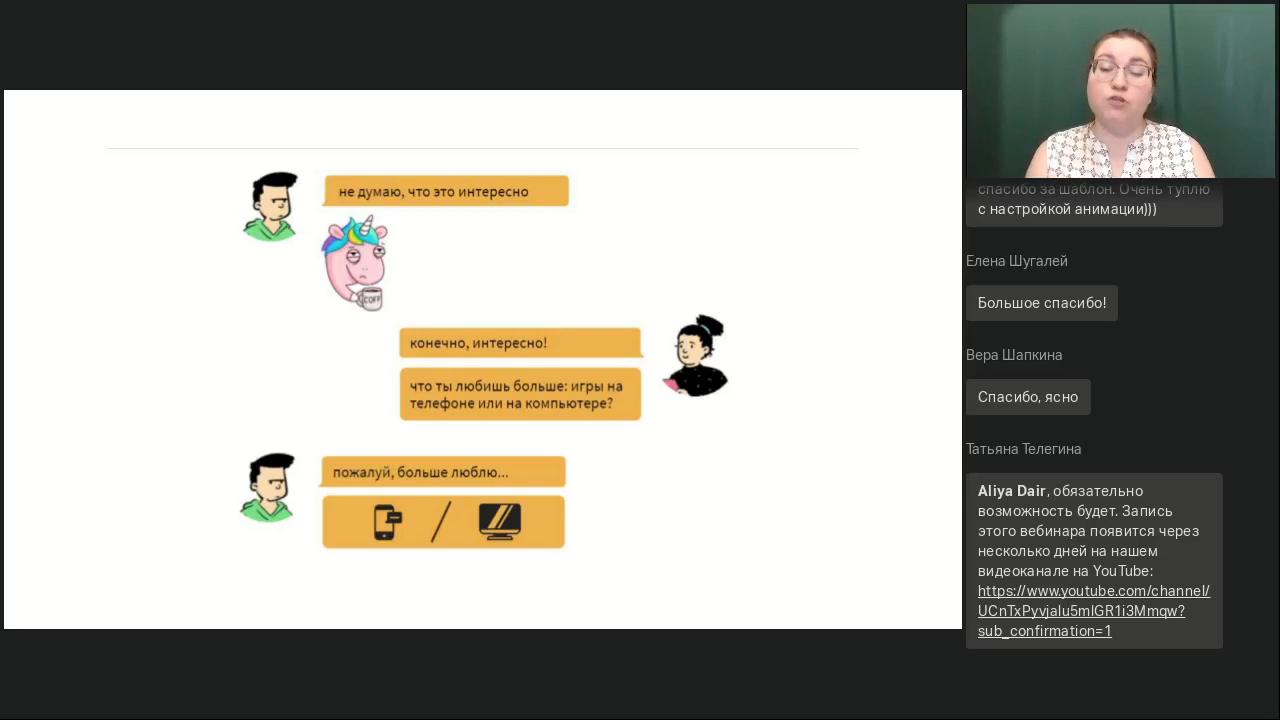 не думаю, что это интересно
COFF
конечно, интересно!
что ты любишь больше: игры на
телефоне или на компьютере?
пожалуй, больше люблю...
спасибо за шаблон. Очень туплю
с настройкой анимации)))
Елена Шугалей
Большое спасибо!
Вера Шапкина
Спасибо, ясно
Татьяна Телегина
Aliya Dair, обязательно
возможность будет. Запись
этого вебинара появится через
несколько дней на нашем
видеоканале на YouTube:
https://www.youtube.com/channel/
UCnTxPyvjalu5mlGR1i3Mmqw?
sub_confirmation=1